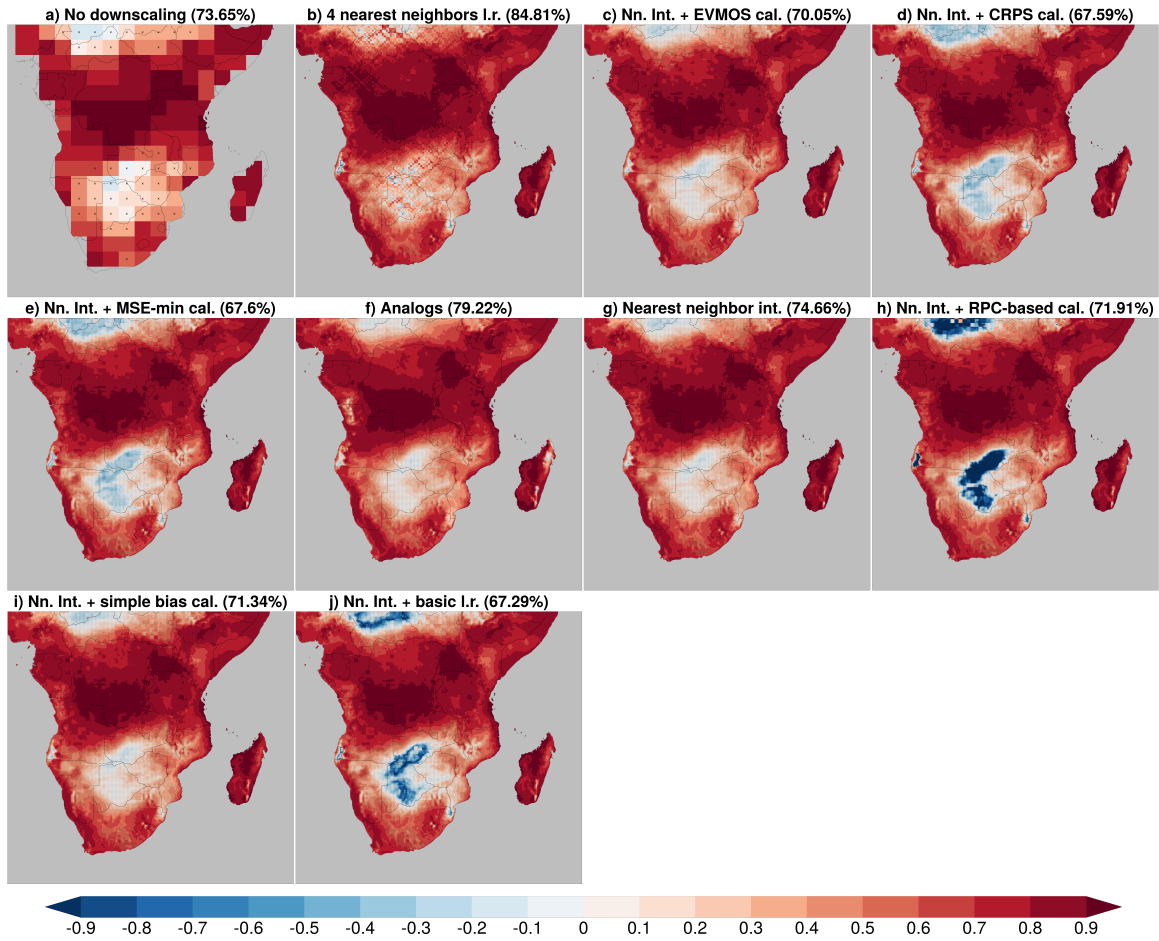 a) No downscaling (73.65%)
b) 4 nearest neighbors l.r. (84.81%)
c) Nn. Int. + EVMOS cal. (70.05%)
d) Nn. Int. + CRPS cal. (67.59%)
e) Nn. Int. + MSE-min cal. (67.6%)
f) Analogs (79.22%)
g) Nearest neighbor int. (74.66%)
h) Nn. Int. + RPC-based cal. (71.91%)
i) Nn. Int. + simple bias cal. (71.34%)
j) Nn. Int. + basic l.r. (67.29%)
-0.9 -0.8 -0.7 -0.6 -0.5 -0.4 -0.3 -0.2 -0.1 0 0.1 0.2 0.3 0.4 0.5 0.6 0.7 0.8 0.9